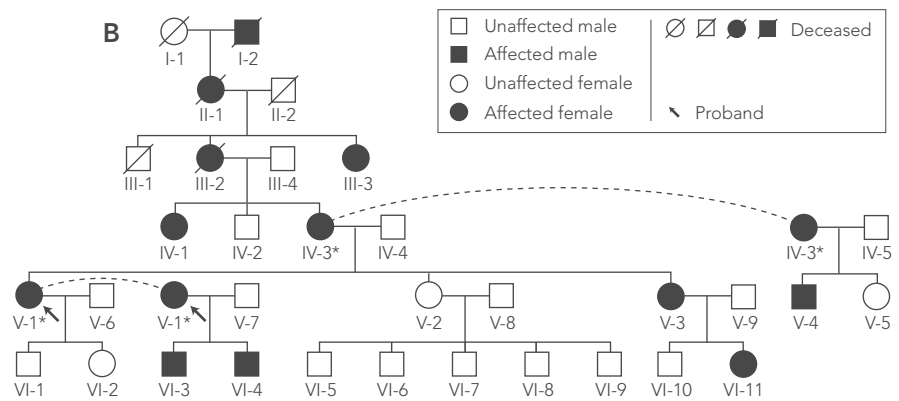 B
Unaffected male
Affected male
Unaffected female
Affected female
Deceased
Proband
I-1 I-2
II-1 II-2
III-1 III-2 III-4 III-3
IV-1 IV-2 IV-3* IV-4 IV-3* IV-5
V-1* V-6 V-1* V-7 V-2 V-8 V-3 V-9 V-4 V-5
VI-1 VI-2 VI-3 VI-4 VI-5 VI-6 VI-7 VI-8 VI-9 VI-10 VI-11